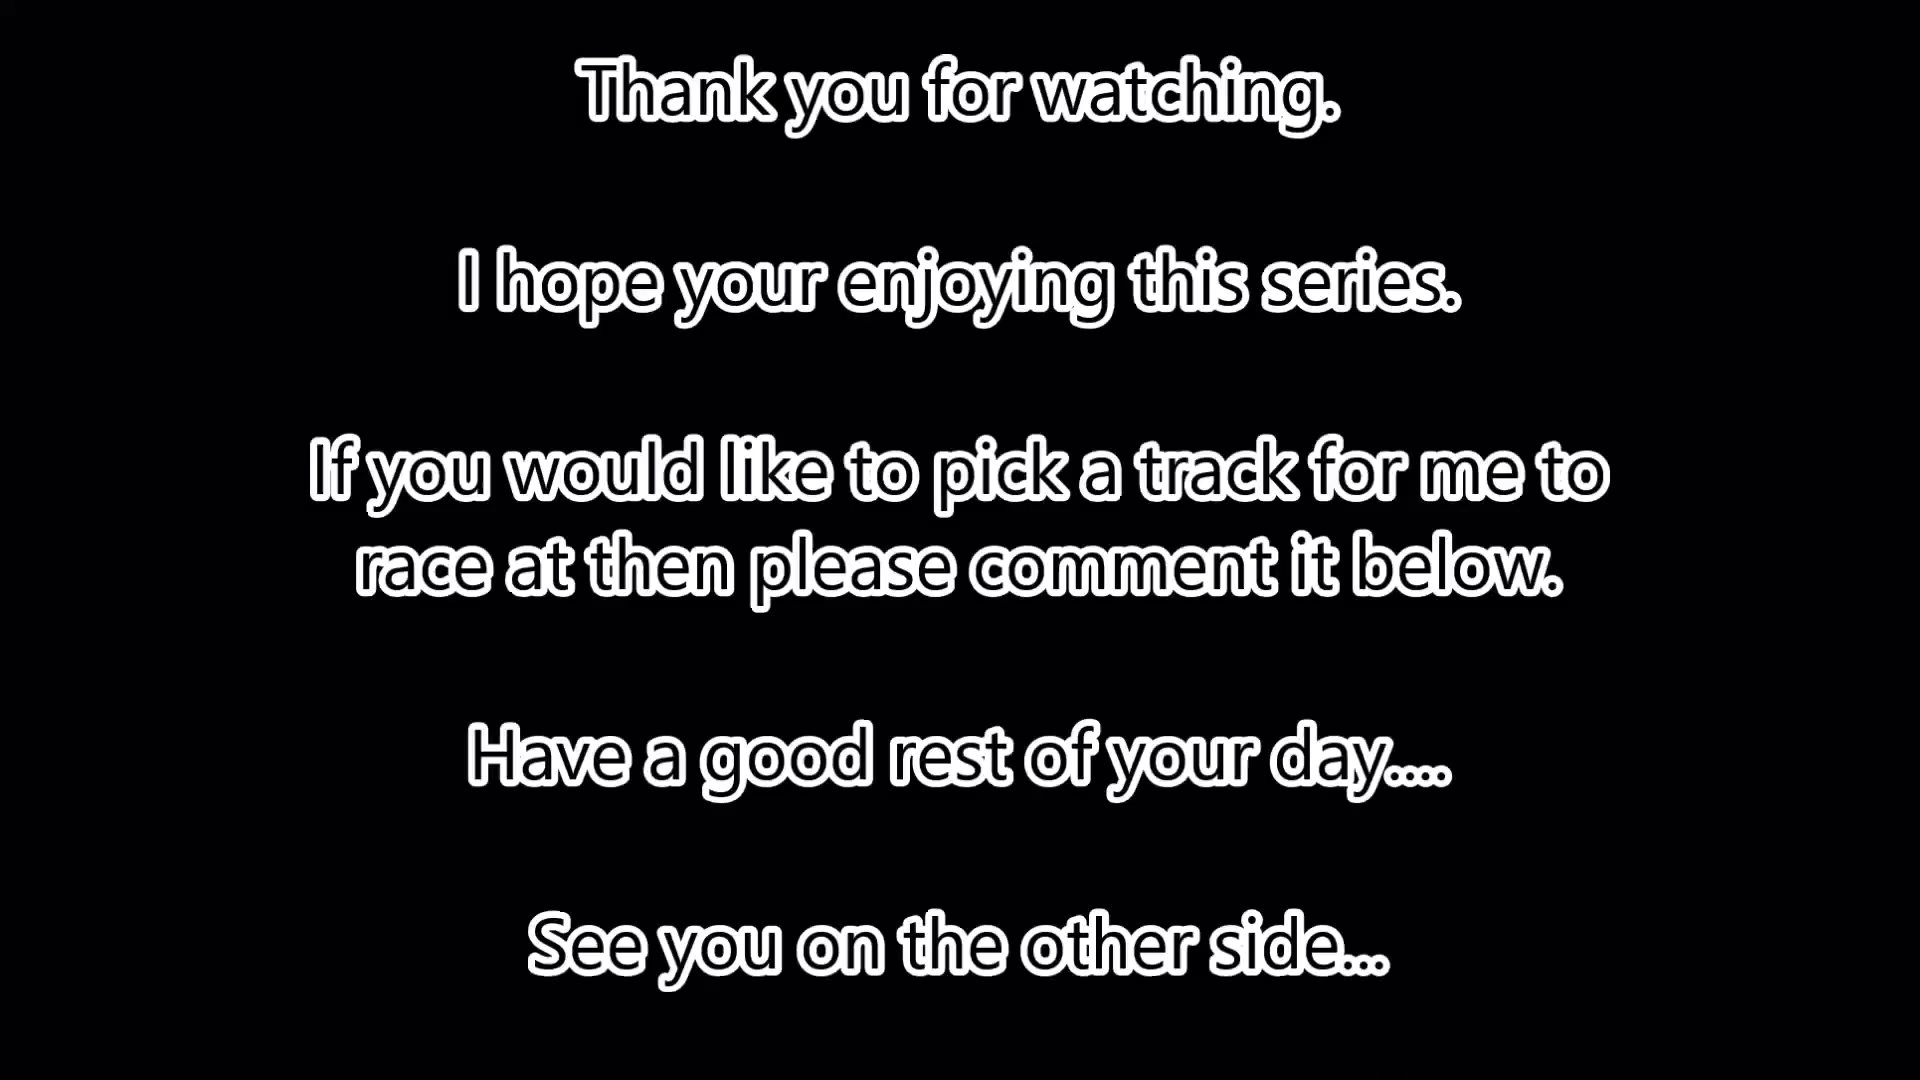 Thank you for watching.
I hope your enjoying this series.
If you would like to pick a track for me to
race at then please comment it below.
Have a good rest of your day....
See you on the other side...